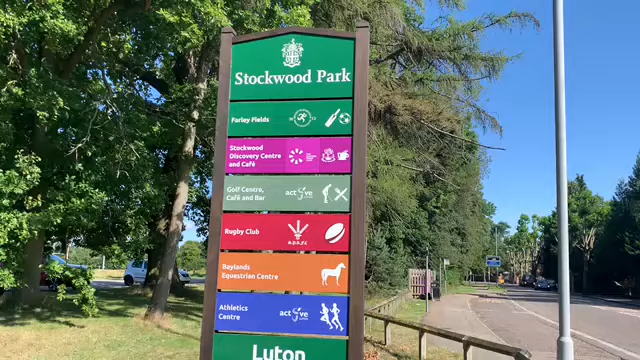 Stockwood Park
Farley Fields
Stockwood
Discovery Centre
and Café
Golf Centre,
Café and Bar
active
Rugby Club
a.p.r.f.c
Baylands
Equestrian Centre
Athletics
Centre
active
Luton